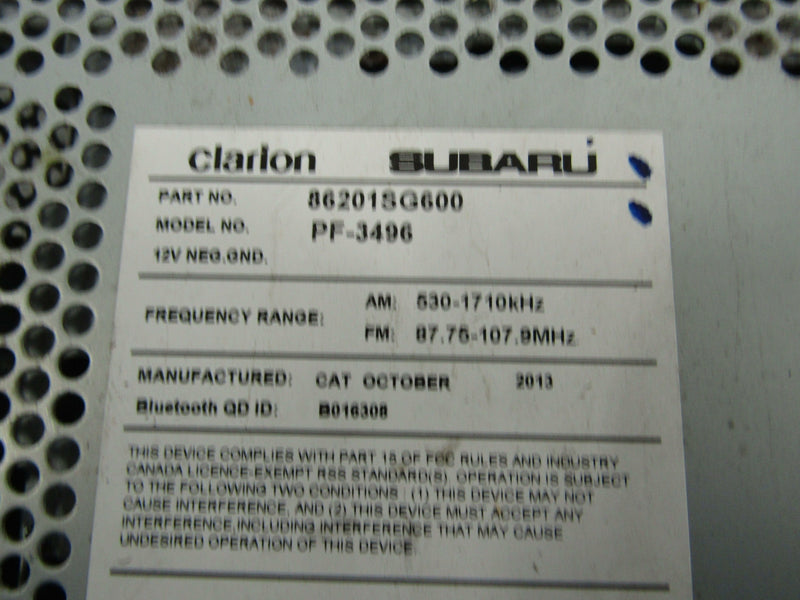 clarion SUBARU
PART NO. 86201SG600
MODEL NO. PF-3496
12V NEG.GND.
FREQUENCY RANGE: AM: 530-1710kHz
FM: 87.75-107.9MHz
MANUFACTURED: CAT OCTOBER 2013
Bluetooth QD ID: B016308
THIS DEVICE COMPLIES WITH PART 15 OF FCC RULES AND INDUSTRY
CANADA LICENCE-EXEMPT RSS STANDARD(S). OPERATION IS SUBJECT
TO THE FOLLOWING TWO CONDITIONS : (1) THIS DEVICE MAY NOT
CAUSE INTERFERENCE, AND (2) THIS DEVICE MUST ACCEPT ANY
INTERFERENCE,INCLUDING INTERFERENCE THAT MAY CAUSE
UNDESIRED OPERATION OF THIS DEVICE.